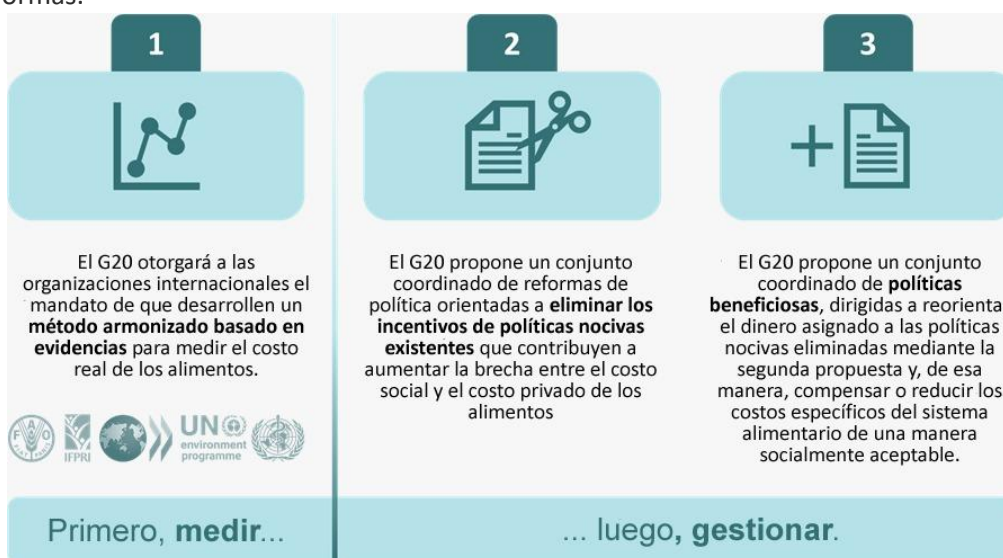 ormas.
1
El G20 otorgará a las
organizaciones internacionales el
mandato de que desarrollen un
método armonizado basado en
evidencias para medir el costo
real de los alimentos.
FAO
FIAT PANIS
IFPRI
UN
environment
programme
Primero, medir...
2
El G20 propone un conjunto
coordinado de reformas de
política orientadas a eliminar los
incentivos de políticas nocivas
existentes que contribuyen a
aumentar la brecha entre el costo
social y el costo privado de los
alimentos
3
El G20 propone un conjunto
coordinado de políticas
beneficiosas, dirigidas a reorienta
el dinero asignado a las políticas
nocivas eliminadas mediante la
segunda propuesta y, de esa
manera, compensar o reducir los
costos específicos del sistema
alimentario de una manera
socialmente aceptable.
... luego, gestionar.